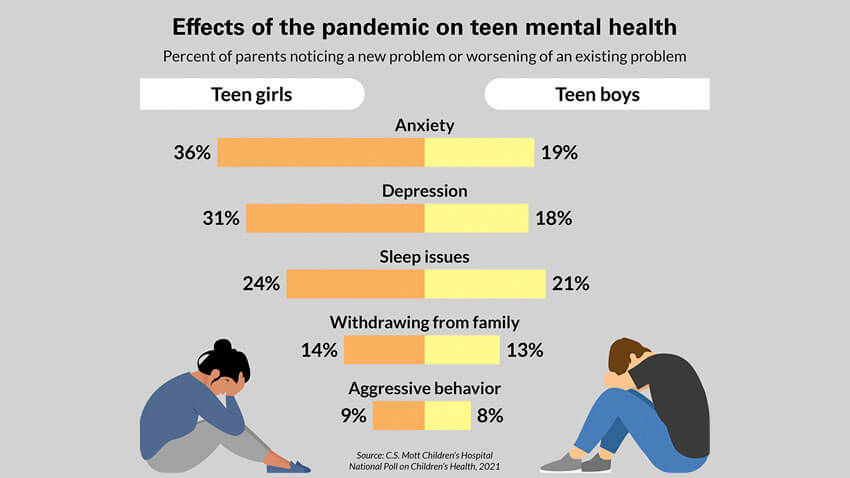 Effects of the pandemic on teen mental health
Percent of parents noticing a new problem or worsening of an existing problem
Teen girls
Teen boys
Anxiety
36%
19%
Depression
31%
18%
Sleep issues
24%
21%
Withdrawing from family
14%
13%
Aggressive behavior
9%
8%
Source: C.S. Mott Children's Hospital
National Poll on Children's Health, 2021